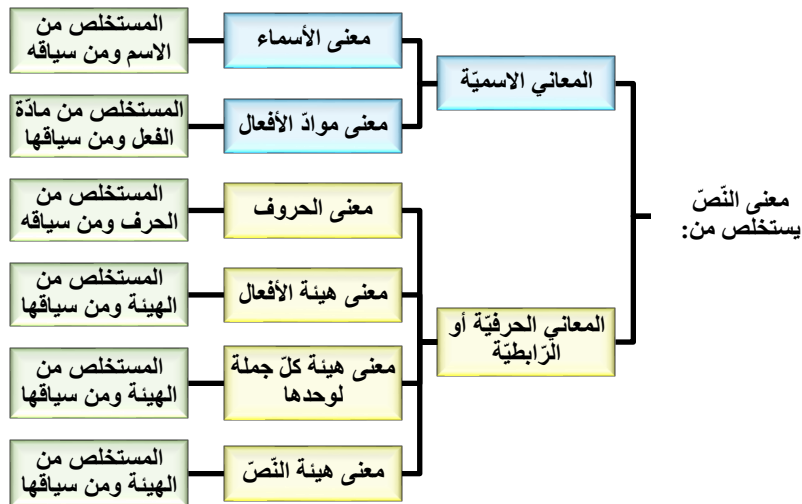 معنى النّصّ
يستخلص من:
المعاني الاسميّة
معنى الأسماء
المستخلص من
الاسم ومن سياقه
معنى موادّ الأفعال
المستخلص من مادّة
الفعل ومن سياقها
المعاني الحرفيّة أو
الرّابطيّة
معنى الحروف
المستخلص من
الحرف ومن سياقه
معنى هيئة الأفعال
المستخلص من
الهيئة ومن سياقها
معنى هيئة كلّ جملة
لوحدها
المستخلص من
الهيئة ومن سياقها
معنى هيئة النّصّ
المستخلص من
الهيئة ومن سياقها